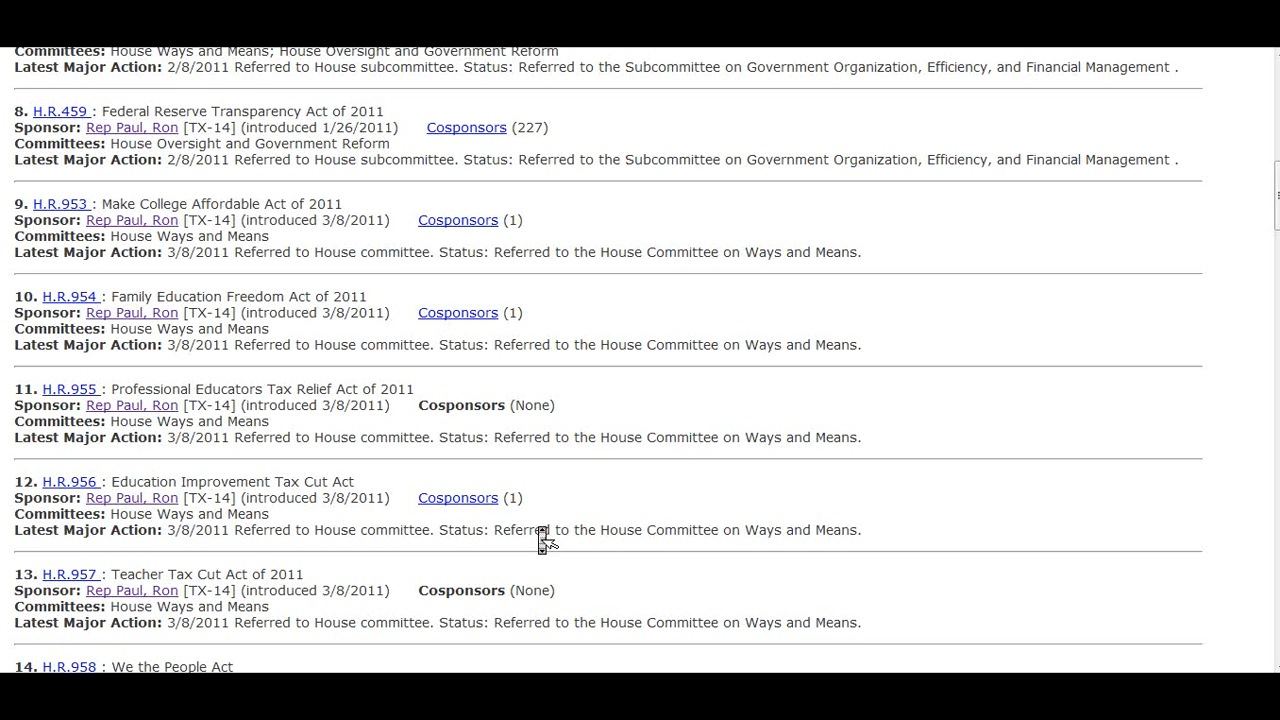 Committees: House Ways and Means; House Oversight and Government Reform
Latest Major Action: 2/8/2011 Referred to House subcommittee. Status: Referred to the Subcommittee on Government Organization, Efficiency, and Financial Management .
8. H.R.459 : Federal Reserve Transparency Act of 2011
Sponsor: Rep Paul, Ron [TX-14] (introduced 1/26/2011) Cosponsors (227)
Committees: House Oversight and Government Reform
Latest Major Action: 2/8/2011 Referred to House subcommittee. Status: Referred to the Subcommittee on Government Organization, Efficiency, and Financial Management .
9. H.R.953 : Make College Affordable Act of 2011
Sponsor: Rep Paul, Ron [TX-14] (introduced 3/8/2011) Cosponsors (1)
Committees: House Ways and Means
Latest Major Action: 3/8/2011 Referred to House committee. Status: Referred to the House Committee on Ways and Means.
10. H.R.954 : Family Education Freedom Act of 2011
Sponsor: Rep Paul, Ron [TX-14] (introduced 3/8/2011) Cosponsors (1)
Committees: House Ways and Means
Latest Major Action: 3/8/2011 Referred to House committee. Status: Referred to the House Committee on Ways and Means.
11. H.R.955 : Professional Educators Tax Relief Act of 2011
Sponsor: Rep Paul, Ron [TX-14] (introduced 3/8/2011) Cosponsors (None)
Committees: House Ways and Means
Latest Major Action: 3/8/2011 Referred to House committee. Status: Referred to the House Committee on Ways and Means.
12. H.R.956 : Education Improvement Tax Cut Act
Sponsor: Rep Paul, Ron [TX-14] (introduced 3/8/2011) Cosponsors (1)
Committees: House Ways and Means
Latest Major Action: 3/8/2011 Referred to House committee. Status: Referred to the House Committee on Ways and Means.
13. H.R.957 : Teacher Tax Cut Act of 2011
Sponsor: Rep Paul, Ron [TX-14] (introduced 3/8/2011) Cosponsors (None)
Committees: House Ways and Means
Latest Major Action: 3/8/2011 Referred to House committee. Status: Referred to the House Committee on Ways and Means.
14. H.R.958 : We the People Act